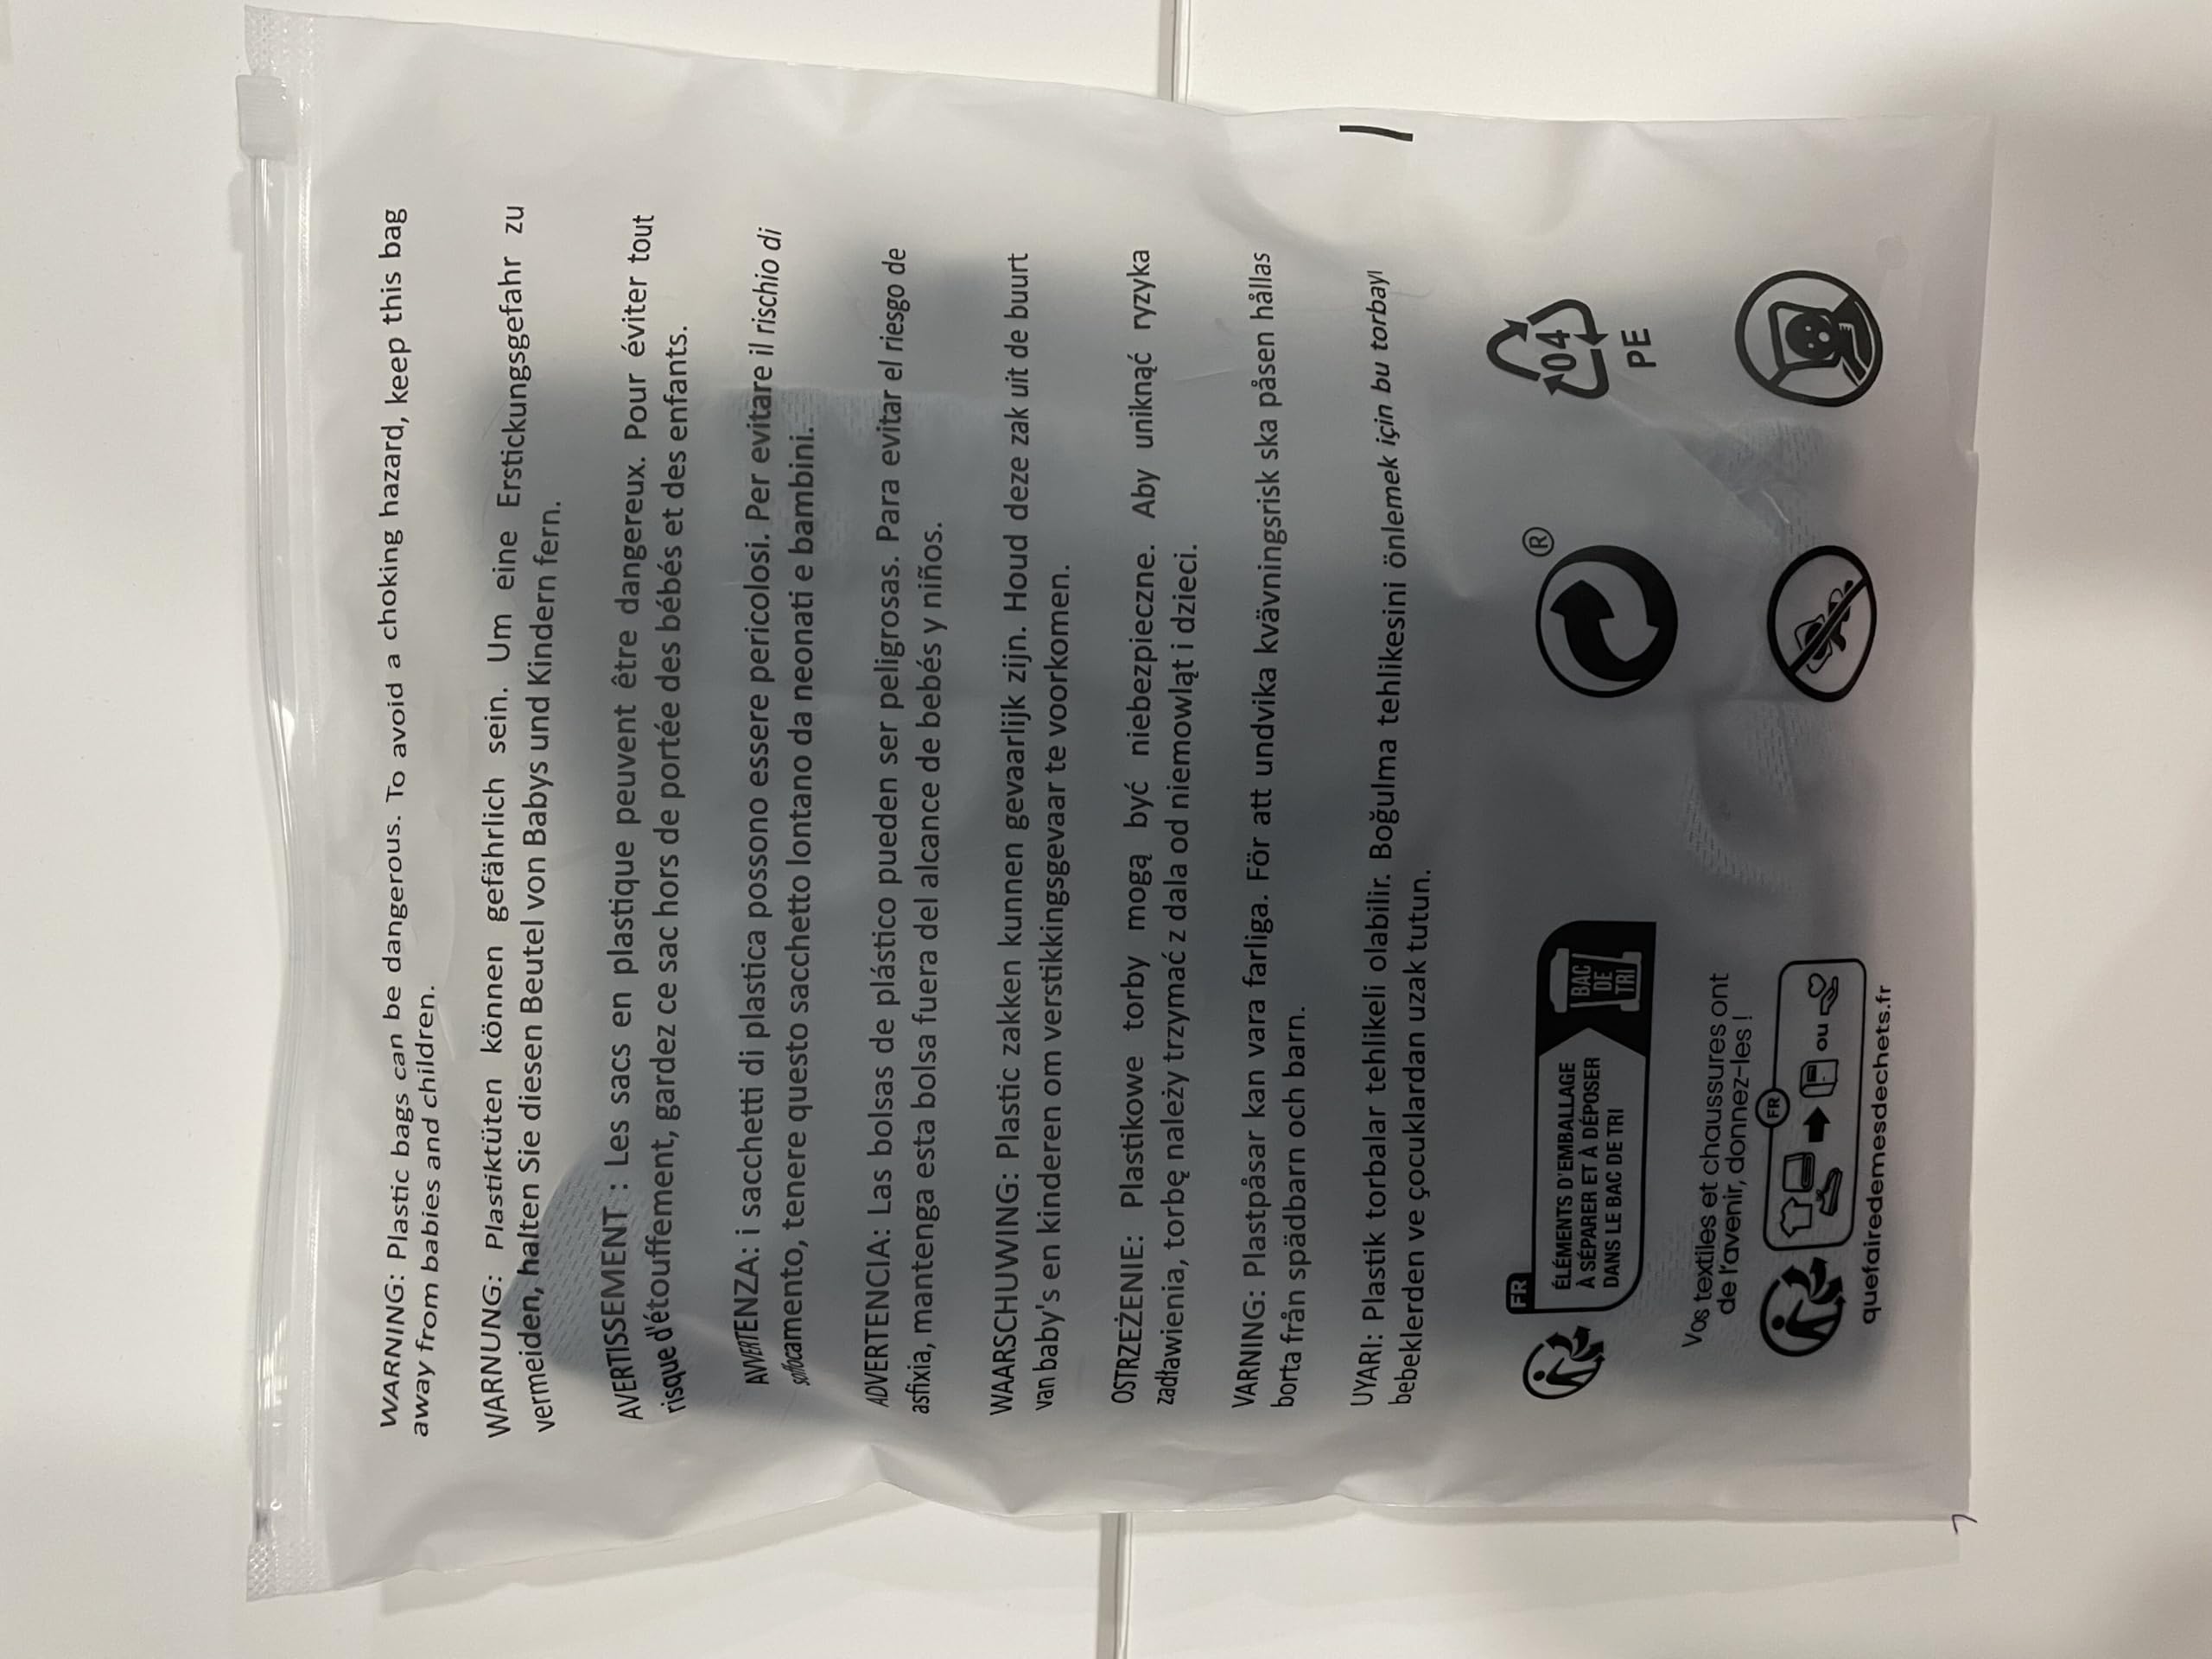 WARNING: Plastic bags can be dangerous. To avoid a choking hazard, keep this bag
away from babies and children.
WARNUNG: Plastiktüten können gefährlich sein. Um eine Erstickungsgefahr zu
vermeiden, halten Sie diesen Beutel von Babys und Kindern fern.
AVERTISSEMENT : Les sacs en plastique peuvent être dangereux. Pour éviter tout
risque d'étouffement, gardez ce sac hors de portée des bébés et des enfants.
AVVERTENZA: i sacchetti di plastica possono essere pericolosi. Per evitare il rischio di
soffocamento, tenere questo sacchetto lontano da neonati e bambini.
ADVERTENCIA: Las bolsas de plástico pueden ser peligrosas. Para evitar el riesgo de
asfixia, mantenga esta bolsa fuera del alcance de bebés y niños.
WAARSCHUWING: Plastic zakken kunnen gevaarlijk zijn. Houd deze zak uit de buurt
van baby's en kinderen om verstikkingsgevaar te voorkomen.
OSTRZEŻENIE: Plastikowe torby mogą być niebezpieczne. Aby uniknąć ryzyka
zadławienia, torbę należy trzymać z dala od niemowląt i dzieci.
VARNING: Plastpåsar kan vara farliga. För att undvika kvävningsrisk ska påsen hållas
borta från spädbarn och barn.
UYARI: Plastik torbalar tehlikeli olabilir. Boğulma tehlikesini önlemek için bu torbayı
bebeklerden ve çocuklardan uzak tutun.
FR
ÉLÉMENTS D'EMBALLAGE
À SÉPARER ET À DÉPOSER
DANS LE BAC DE TRI
BAC
DE
TRI
®
04
PE
Vos textiles et chaussures ont
de l'avenir, donnez-les !
FR
ou
quefairedemesdechets.fr